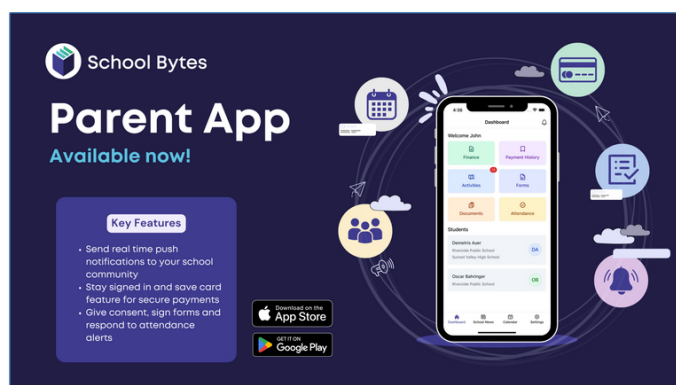 School Bytes
Parent App
Available now!
Key Features
• Send real time push
notifications to your school
community
• Stay signed in and save card
feature for secure payments
• Give consent, sign forms and
respond to attendance
alerts
Download on the
App Store
GET IT ON
Google Play
4:28
Dashboard
Welcome John
Finance
Payment History
Activities
Forms
Documents
Attendance
Students
Demetris Auer
Riverside Public School
Sunset Valley High School
DA
Oscar Bahringer
Riverside Public School
OB
Dashboard
School News
Calendar
Settings